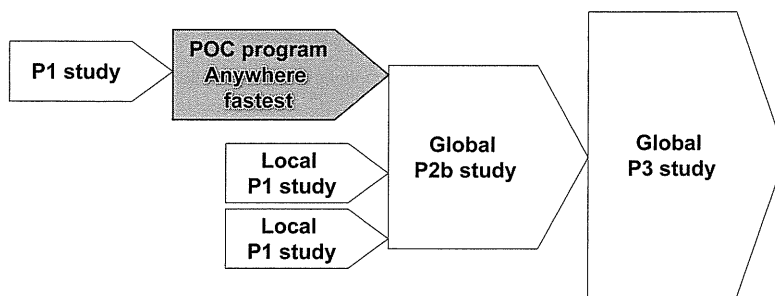 P1 study
POC program
Anywhere
fastest
Local
P1 study
Local
P1 study
Global
P2b study
Global
P3 study